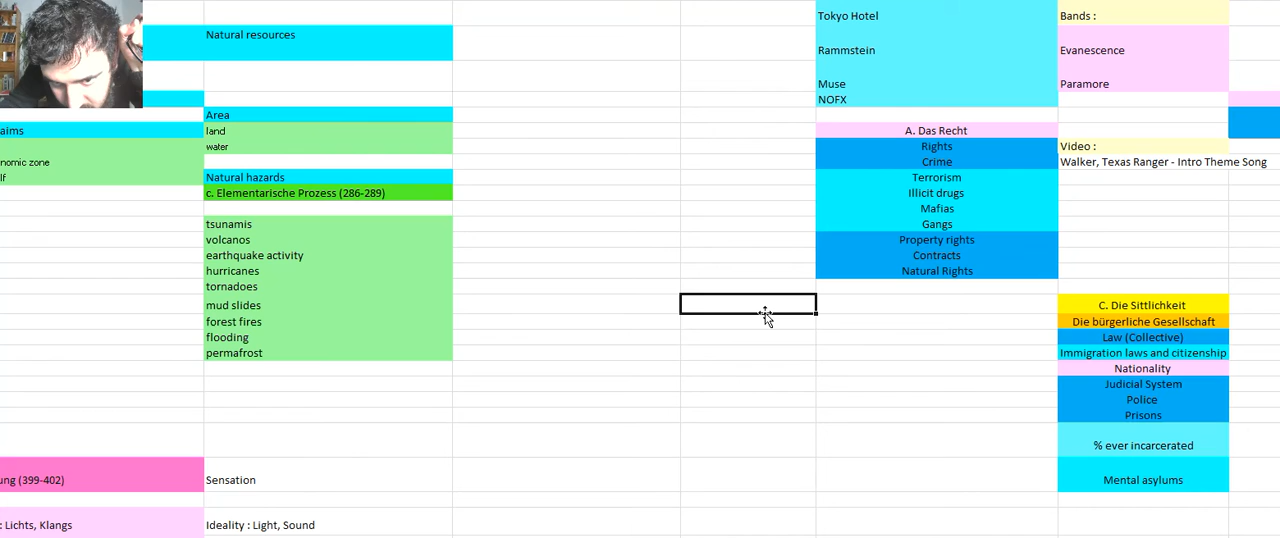 Tokyo Hotel
Bands :
Natural resources
Rammstein
Evanescence
Muse
Paramore
NOFX
Area
aims
land
A. Das Recht
water
Rights
Video :
nomic zone
Crime
Walker, Texas Ranger - Intro Theme Song
lf
Natural hazards
Terrorism
c. Elementarische Prozess (286-289)
Illicit drugs
Mafias
tsunamis
Gangs
volcanos
Property rights
earthquake activity
Contracts
hurricanes
Natural Rights
tornadoes
mud slides
C. Die Sittlichkeit
forest fires
Die bürgerliche Gesellschaft
flooding
Law (Collective)
permafrost
Immigration laws and citizenship
Nationality
Judicial System
Police
Prisons
% ever incarcerated
ung (399-402)
Sensation
Mental asylums
: Lichts, Klangs
Ideality : Light, Sound